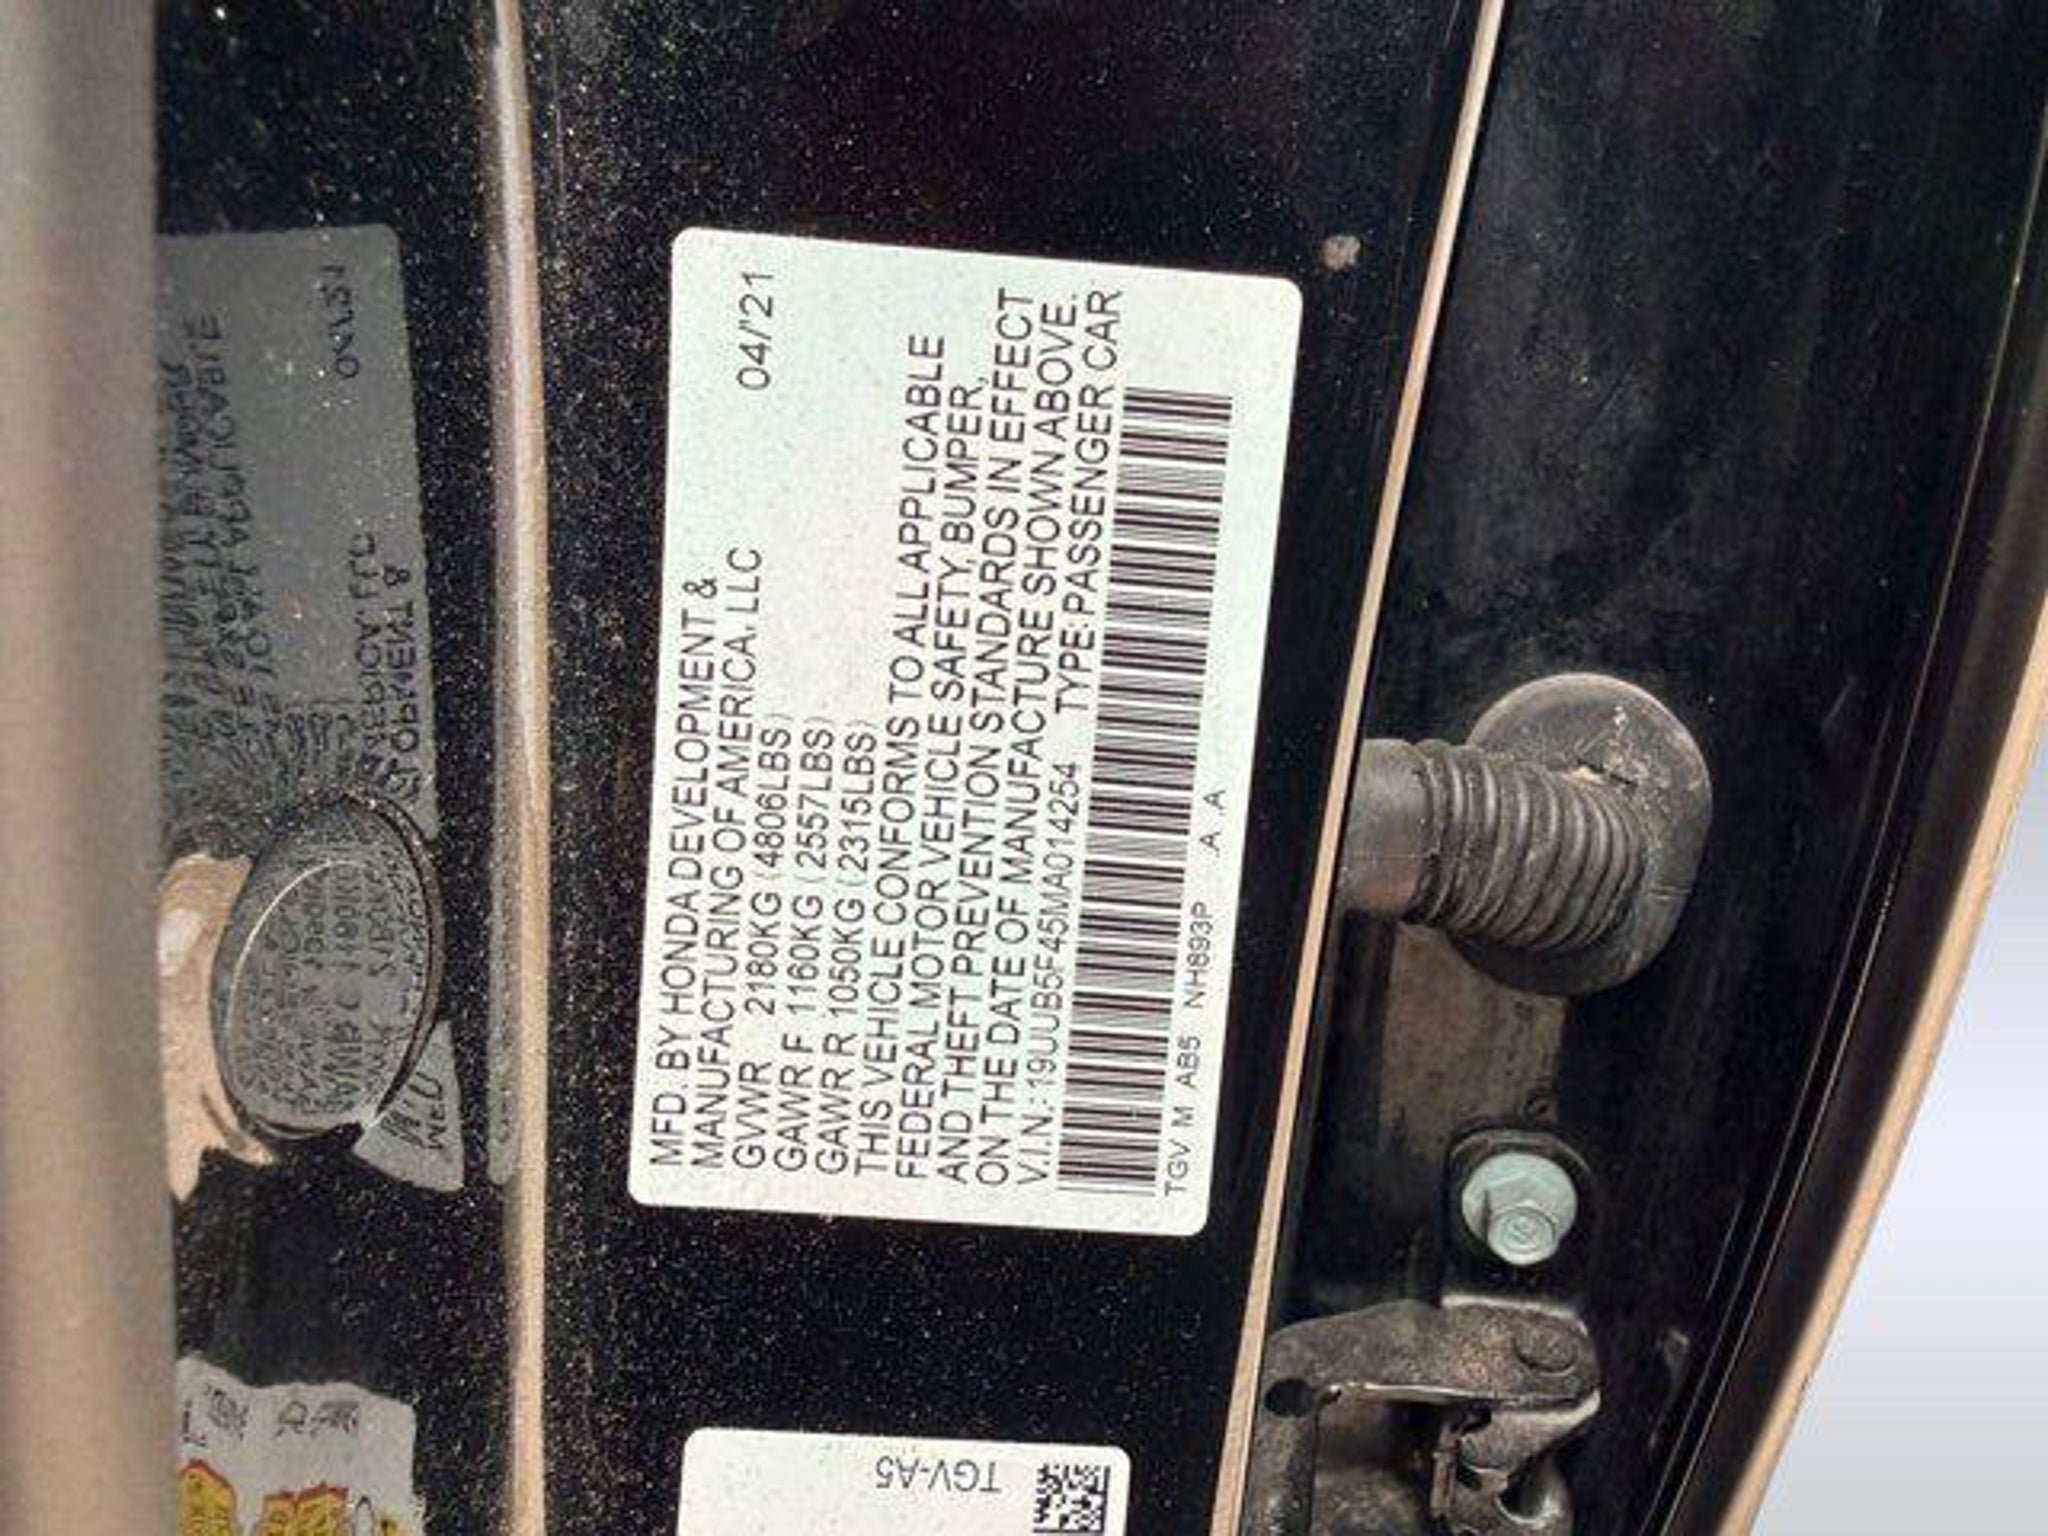 MFD. BY HONDA DEVELOPMENT &
MANUFACTURING OF AMERICA, LLC 04/'21
GVWR 2180KG (4806LBS)
GAWR F 1160KG (2557LBS)
GAWR R 1050KG (2315LBS)
THIS VEHICLE CONFORMS TO ALL APPLICABLE
FEDERAL MOTOR VEHICLE SAFETY, BUMPER,
AND THEFT PREVENTION STANDARDS IN EFFECT
ON THE DATE OF MANUFACTURE SHOWN ABOVE.
V.I.N.: 19UUB5F45MA014254 TYPE: PASSENGER CAR
TGV M AB5 NH893P .A .A
TGV-A5